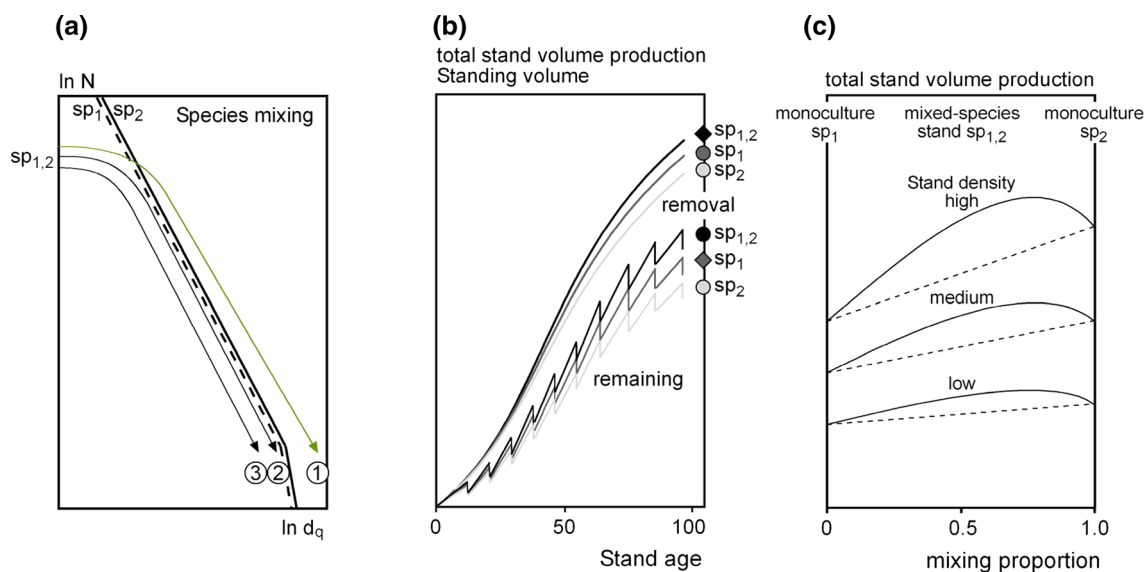 (a)
ln N
sp1 sp2 Species mixing
sp1,2
③ ② ①
ln dq
(b)
total stand volume production
Standing volume
sp1,2
sp1
sp2
removal
sp1,2
sp1
sp2
remaining
0 50 100
Stand age
(c)
total stand volume production
monoculture sp1
mixed-species stand sp1,2
monoculture sp2
Stand density
high
medium
low
0 0.5 1.0
mixing proportion